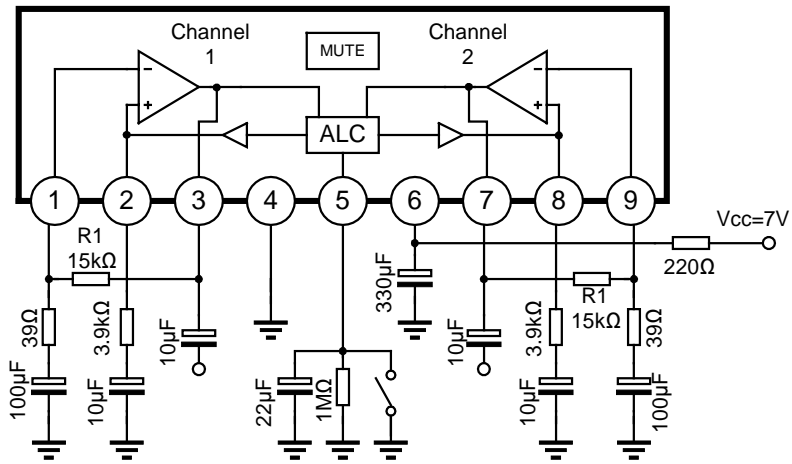 Channel
1
MUTE
Channel
2
−
+
−
+
ALC
1
2
3
4
5
6
7
8
9
Vcc=7V
R1
15kΩ
220Ω
330µF
R1
15kΩ
39Ω
3.9kΩ
10µF
10µF
3.9kΩ
39Ω
100µF
10µF
22µF
1MΩ
10µF
100µF